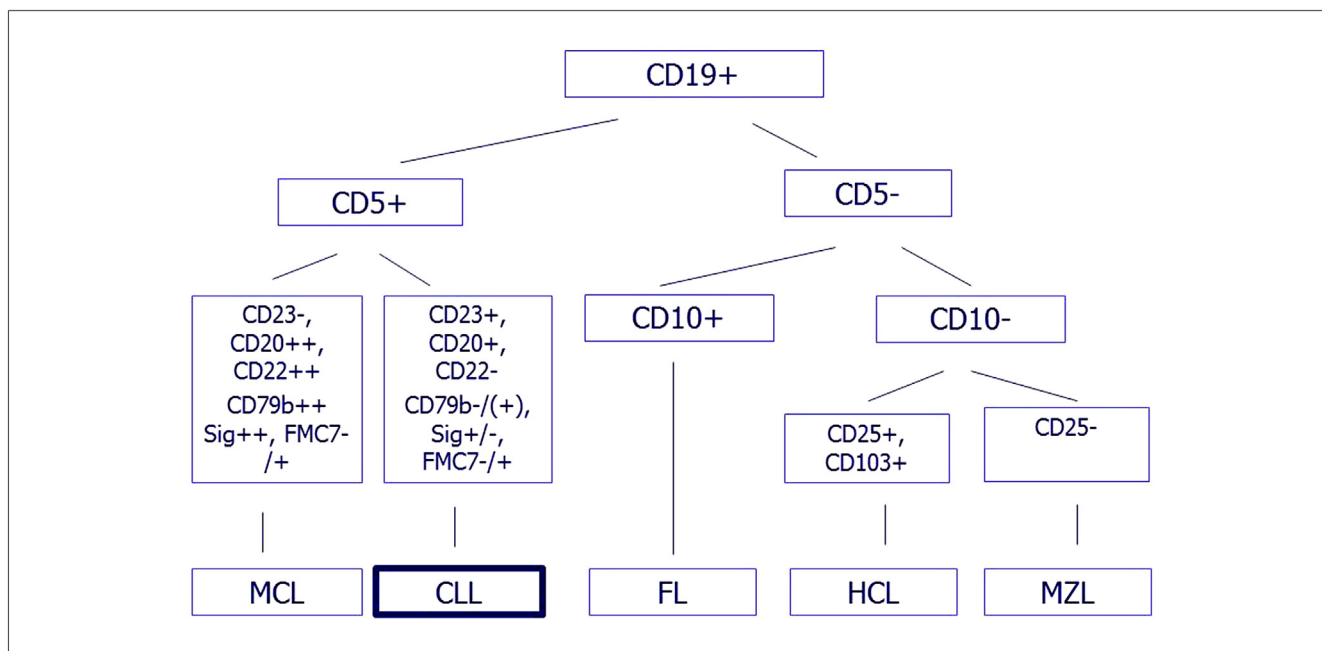 CD19+
CD5+
CD5-
CD23-,
CD20++,
CD22++
CD79b++
Sig++, FMC7-
/+
CD23+,
CD20+,
CD22-
CD79b-/(+),
Sig+/-,
FMC7-/+
CD10+
CD10-
CD25+,
CD103+
CD25-
MCL
CLL
FL
HCL
MZL